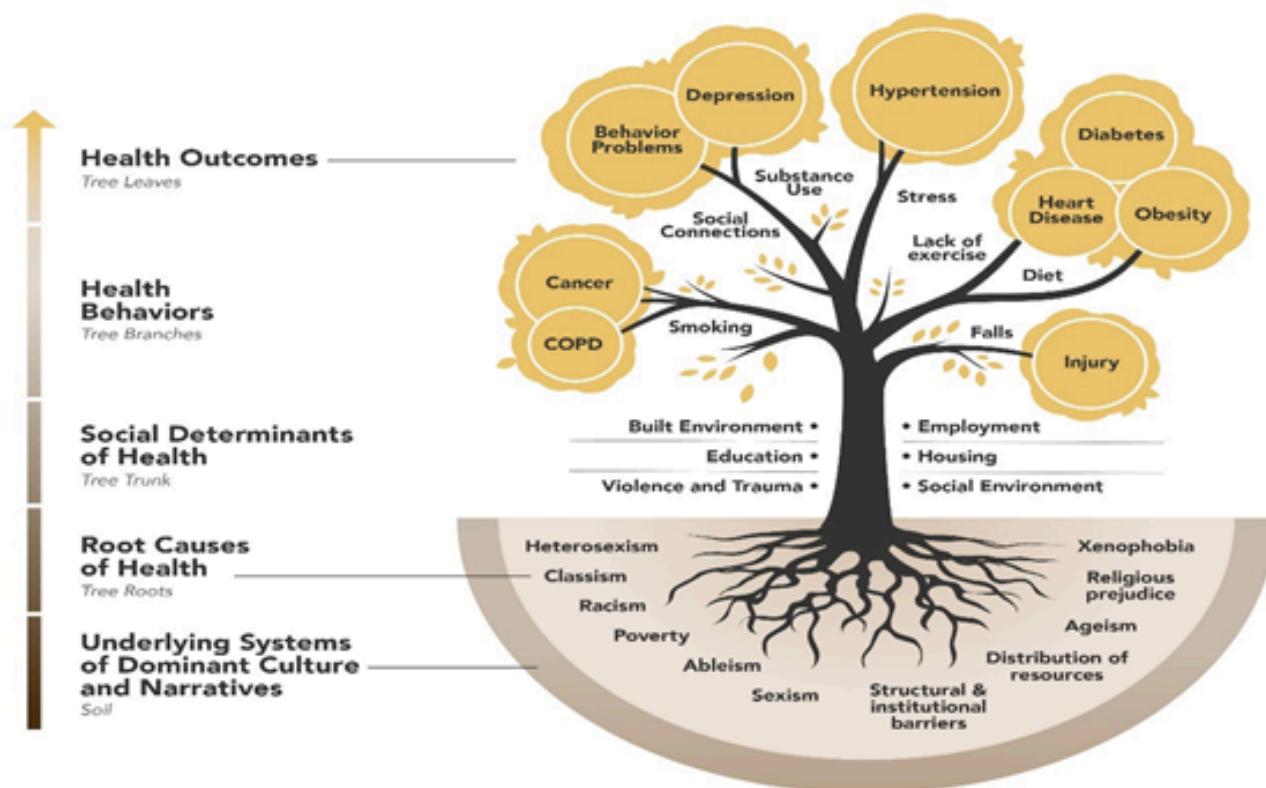 Health Outcomes
Tree Leaves
Health
Behaviors
Tree Branches
Social Determinants
of Health
Tree Trunk
Root Causes
of Health
Tree Roots
Underlying Systems
of Dominant Culture
and Narratives
Soil
Depression
Behavior
Problems
Hypertension
Diabetes
Heart
Disease
Obesity
Substance
Use
Stress
Social
Connections
Lack of
exercise
Diet
Cancer
COPD
Smoking
Falls
Injury
Built Environment •
• Employment
Education •
• Housing
Violence and Trauma •
• Social Environment
Heterosexism
Classism
Racism
Poverty
Ableism
Sexism
Structural &
institutional
barriers
Distribution of
resources
Ageism
Religious
prejudice
Xenophobia